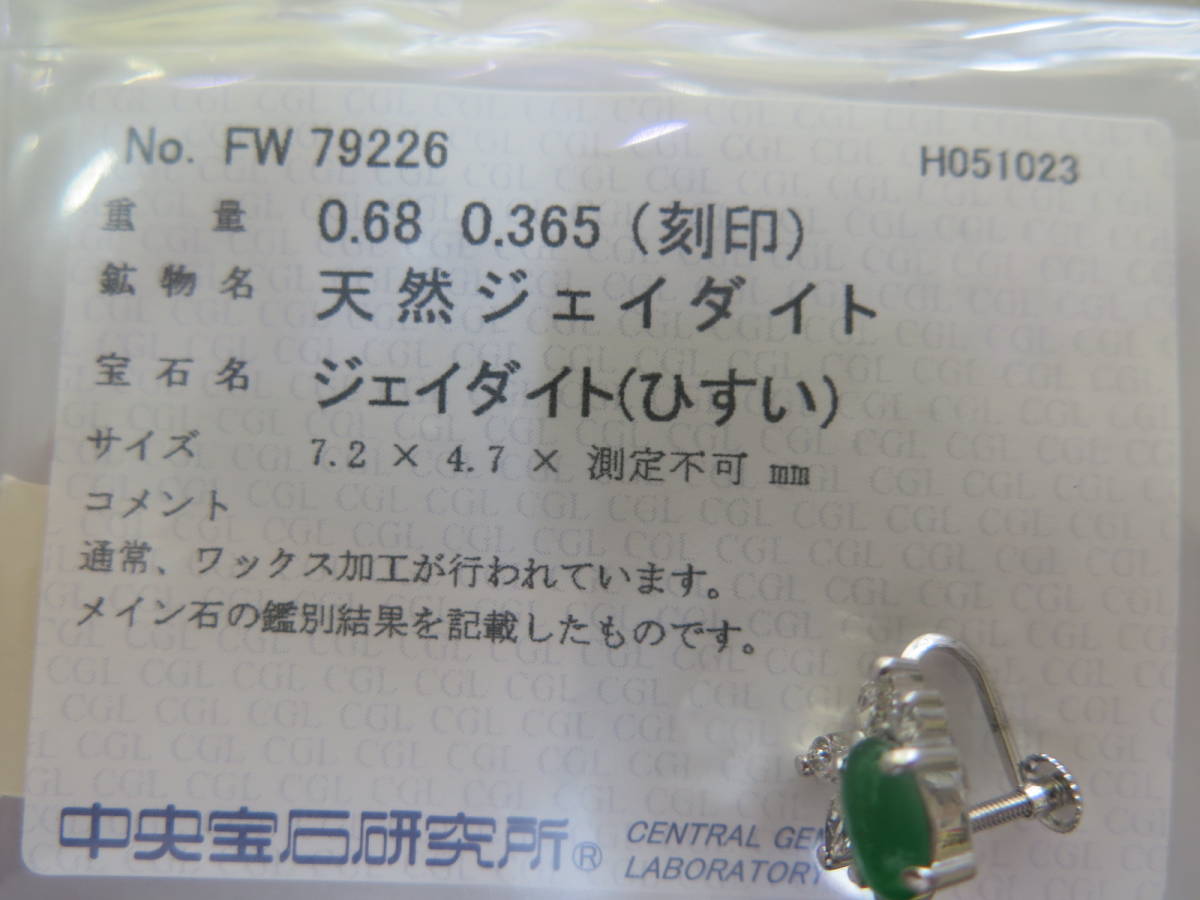 No. FW 79226 H051023
重量 0.68 0.365 (刻印)
鉱物名 天然ジェイダイト
宝石名 ジェイダイト(ひすい)
サイズ 7.2 × 4.7 × 測定不可 mm
コメント
通常、ワックス加工が行われています。
メイン石の鑑別結果を記載したものです。
中央宝石研究所® CENTRAL GEM
LABORATORY